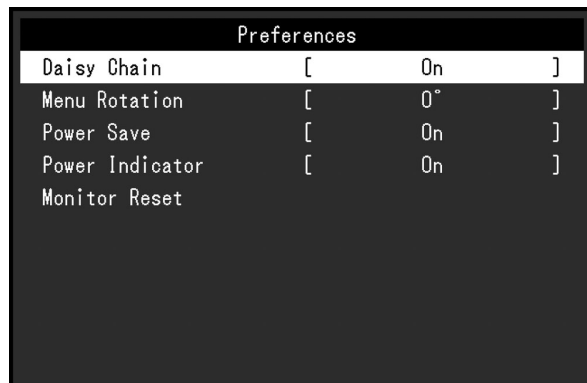 Preferences
Daisy Chain [ On ]
Menu Rotation [ 0° ]
Power Save [ On ]
Power Indicator [ On ]
Monitor Reset